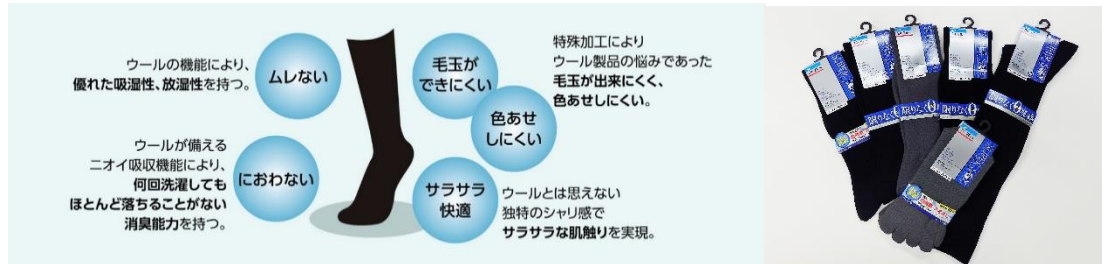 ウールの機能により、
優れた吸湿性、放湿性を持つ。
ムレない
ウールが備える
ニオイ吸収機能により、
何回洗濯しても
ほとんど落ちることがない
消臭能力を持つ。
におわない
毛玉が
できにくい
色あせ
しにくい
特殊加工により
ウール製品の悩みであった
毛玉が出来にくく、
色あせしにくい。
サラサラ
快適
ウールとは思えない
独特のシャリ感で
サラサラな肌触りを実現。